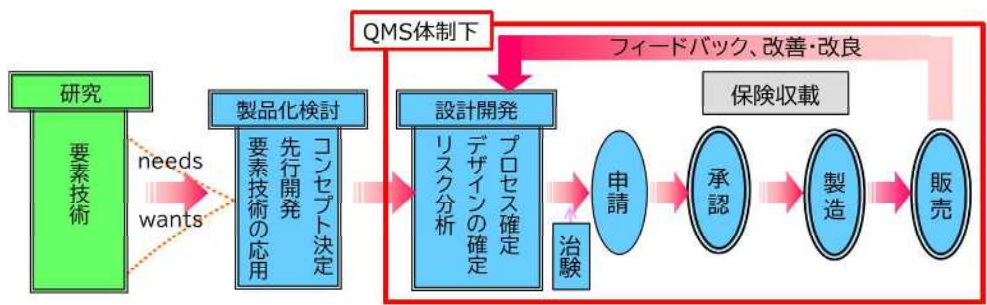 QMS体制下
フィードバック、改善・改良
研究
要素技術
needs
wants
製品化検討
コンセプト決定
先行開発
要素技術の応用
設計開発
プロセス確定
デザインの確定
リスク分析
治験
保険収載
申請
承認
製造
販売